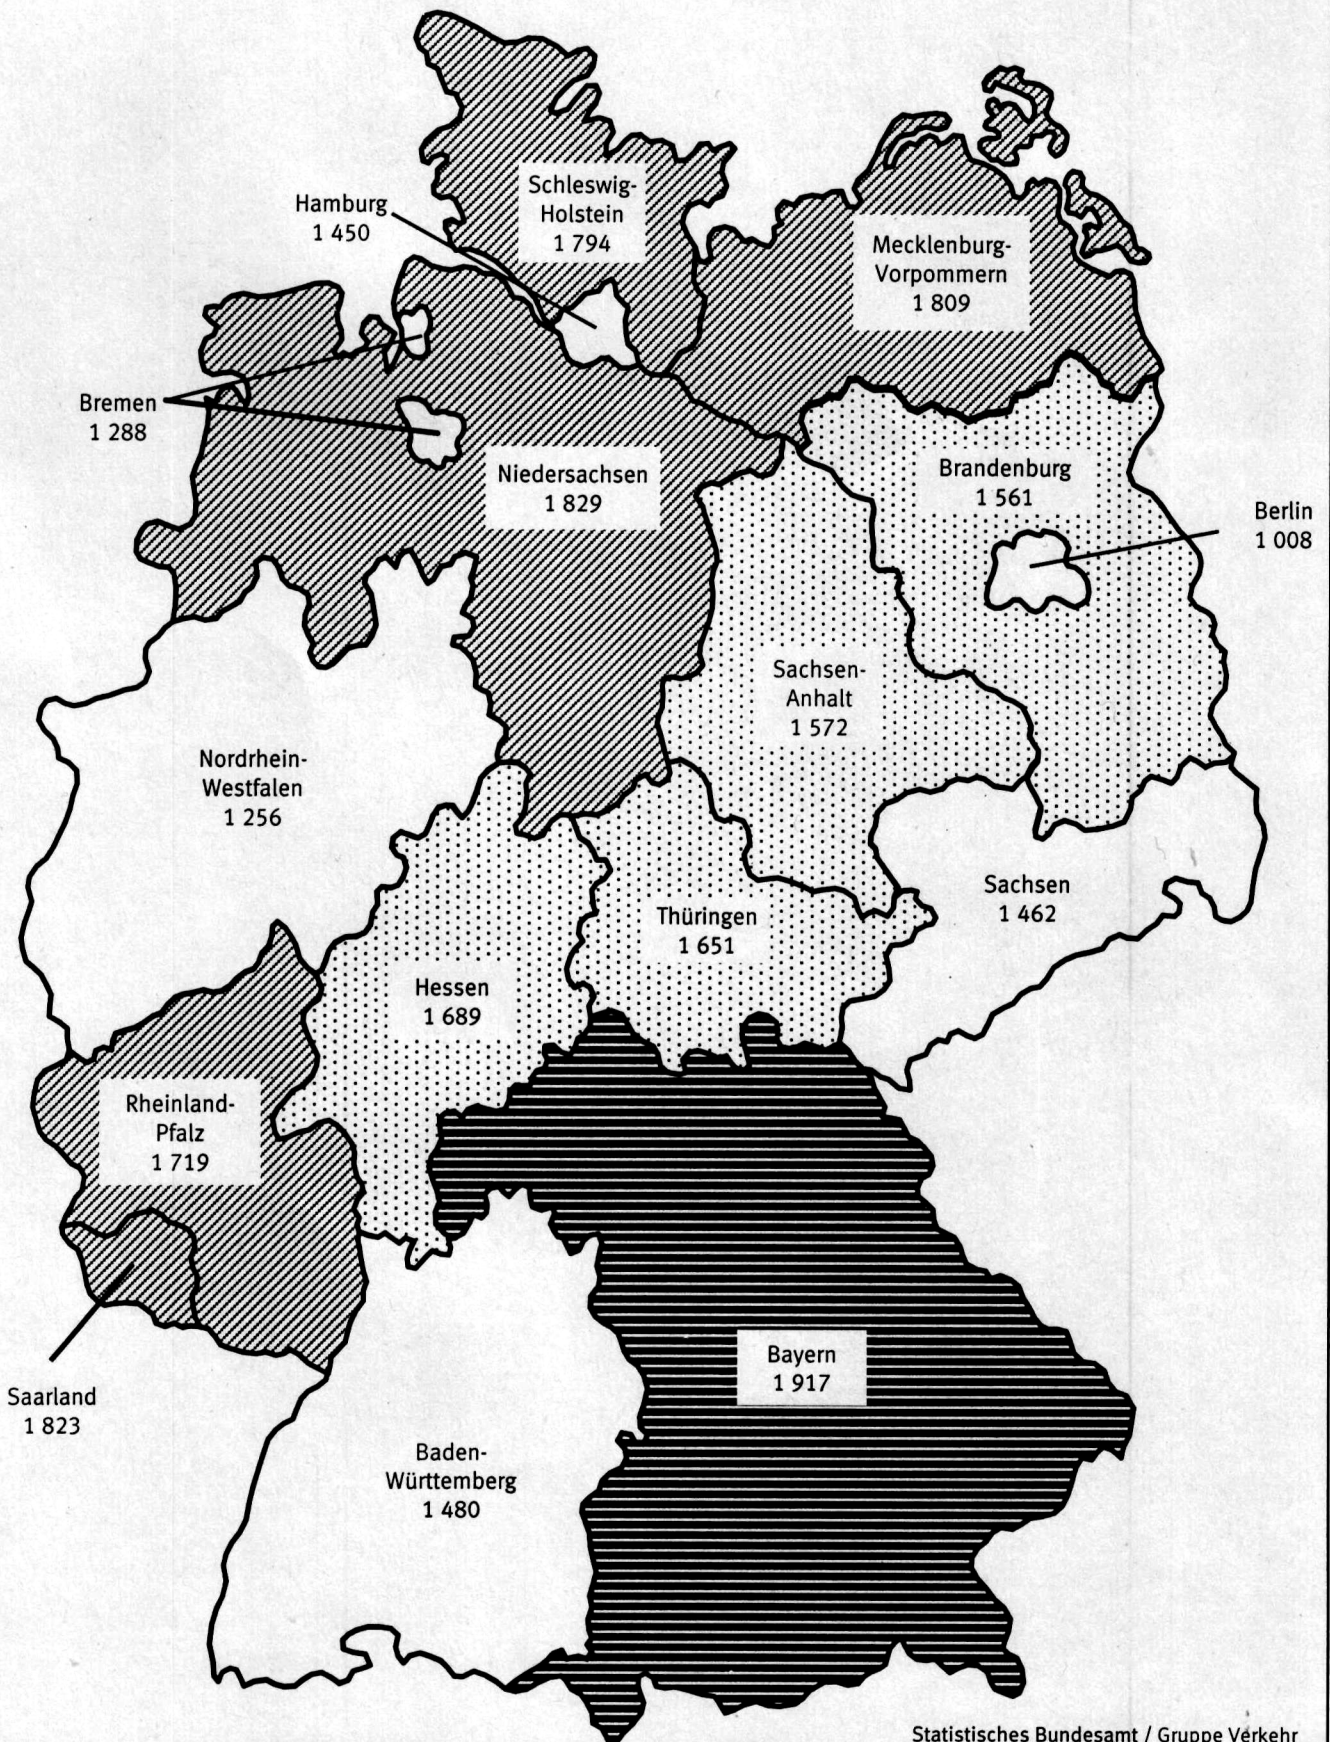 Schleswig-
Holstein
1 794
Hamburg
1 450
Mecklenburg-
Vorpommern
1 809
Bremen
1 288
Niedersachsen
1 829
Brandenburg
1 561
Berlin
1 008
Sachsen-
Anhalt
1 572
Nordrhein-
Westfalen
1 256
Sachsen
1 462
Thüringen
1 651
Hessen
1 689
Rheinland-
Pfalz
1 719
Saarland
1 823
Bayern
1 917
Baden-
Württemberg
1 480
Statistisches Bundesamt / Gruppe Verkehr